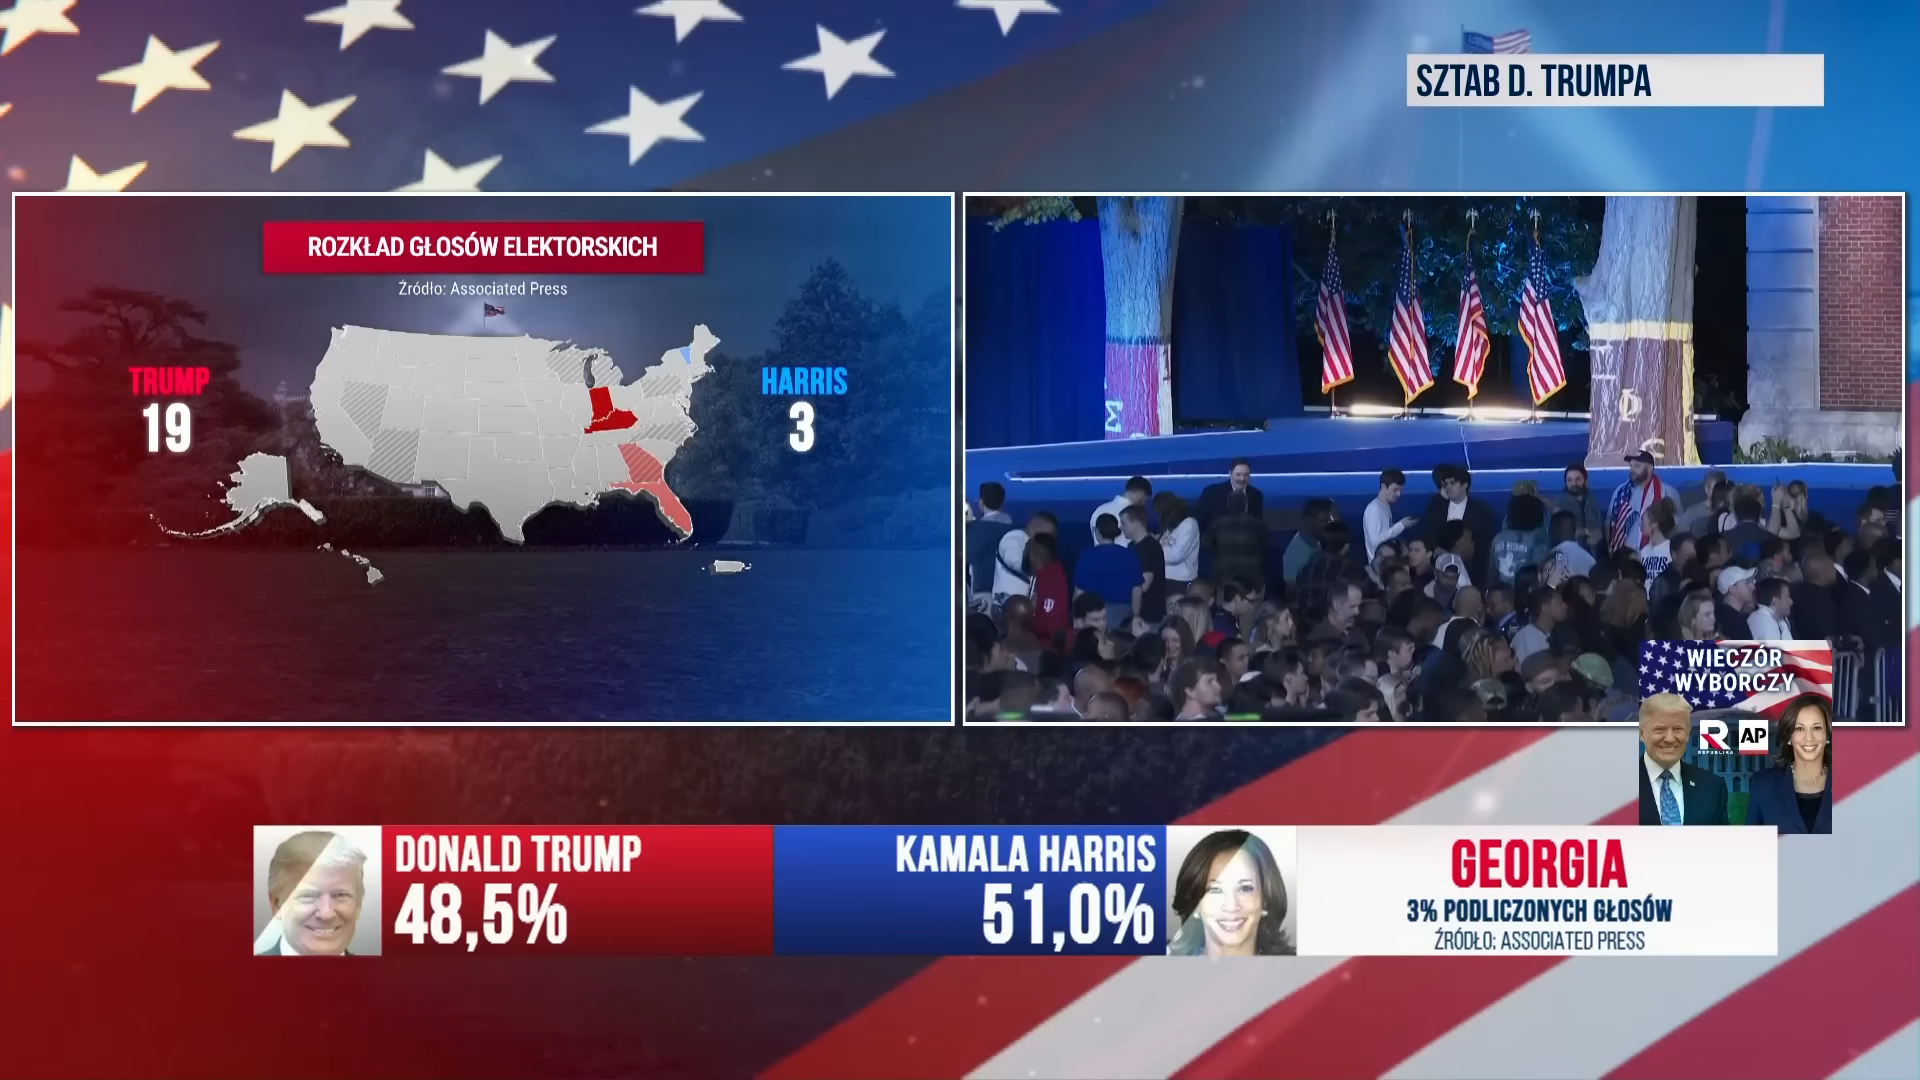 SZTAB D. TRUMPA
ROZKŁAD GŁOSÓW ELEKTORSKICH
Źródło: Associated Press
TRUMP
19
HARRIS
3
WIECZÓR
WYBORCZY
R
REPUBLIKA
AP
DONALD TRUMP
48,5%
KAMALA HARRIS
51,0%
GEORGIA
3% PODLICZONYCH GŁOSÓW
ŹRÓDŁO: ASSOCIATED PRESS